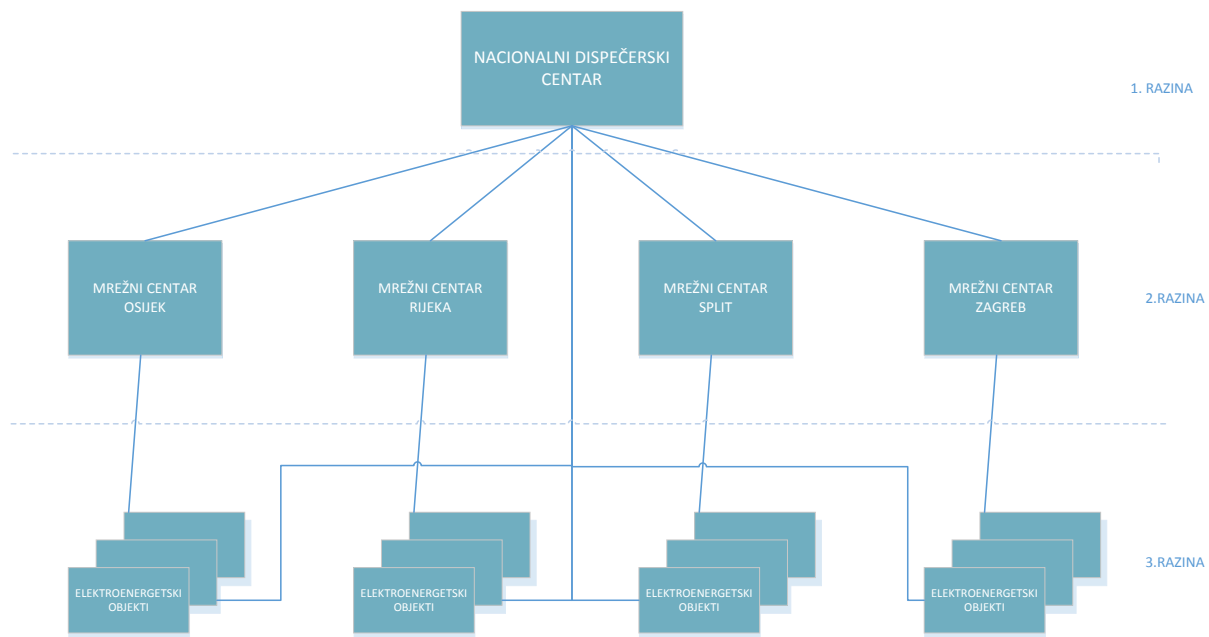 NACIONALNI DISPEČERSKI
CENTAR
1. RAZINA
MREŽNI CENTAR
OSIJEK
MREŽNI CENTAR
RIJEKA
MREŽNI CENTAR
SPLIT
MREŽNI CENTAR
ZAGREB
2.RAZINA
ELEKTROENERGETSKI
OBJEKTI
ELEKTROENERGETSKI
OBJEKTI
ELEKTROENERGETSKI
OBJEKTI
ELEKTROENERGETSKI
OBJEKTI
3.RAZINA